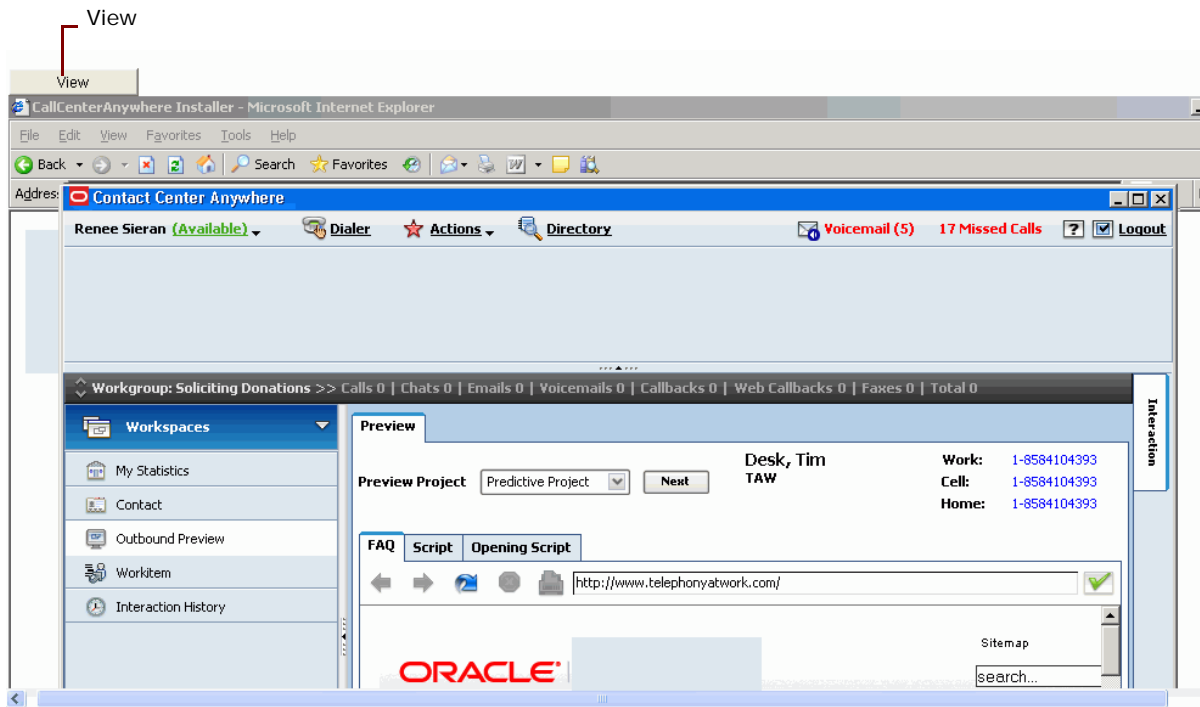 View
View
CallCenterAnywhere Installer - Microsoft Internet Explorer
File Edit View Favorites Tools Help
Back Search Favorites
Addres
Contact Center Anywhere
Renee Sieran (Available) Dialer Actions Directory Voicemail (5) 17 Missed Calls ? Logout
Workgroup: Soliciting Donations >> Calls 0 | Chats 0 | Emails 0 | Voicemails 0 | Callbacks 0 | Web Callbacks 0 | Faxes 0 | Total 0
Interaction
Workspaces
My Statistics
Contact
Outbound Preview
Workitem
Interaction History
Preview
Preview Project Predictive Project Next
Desk, Tim
TAW
Work: 1-8584104393
Cell: 1-8584104393
Home: 1-8584104393
FAQ Script Opening Script
http://www.telephonyatwork.com/
Sitemap
ORACLE
search...